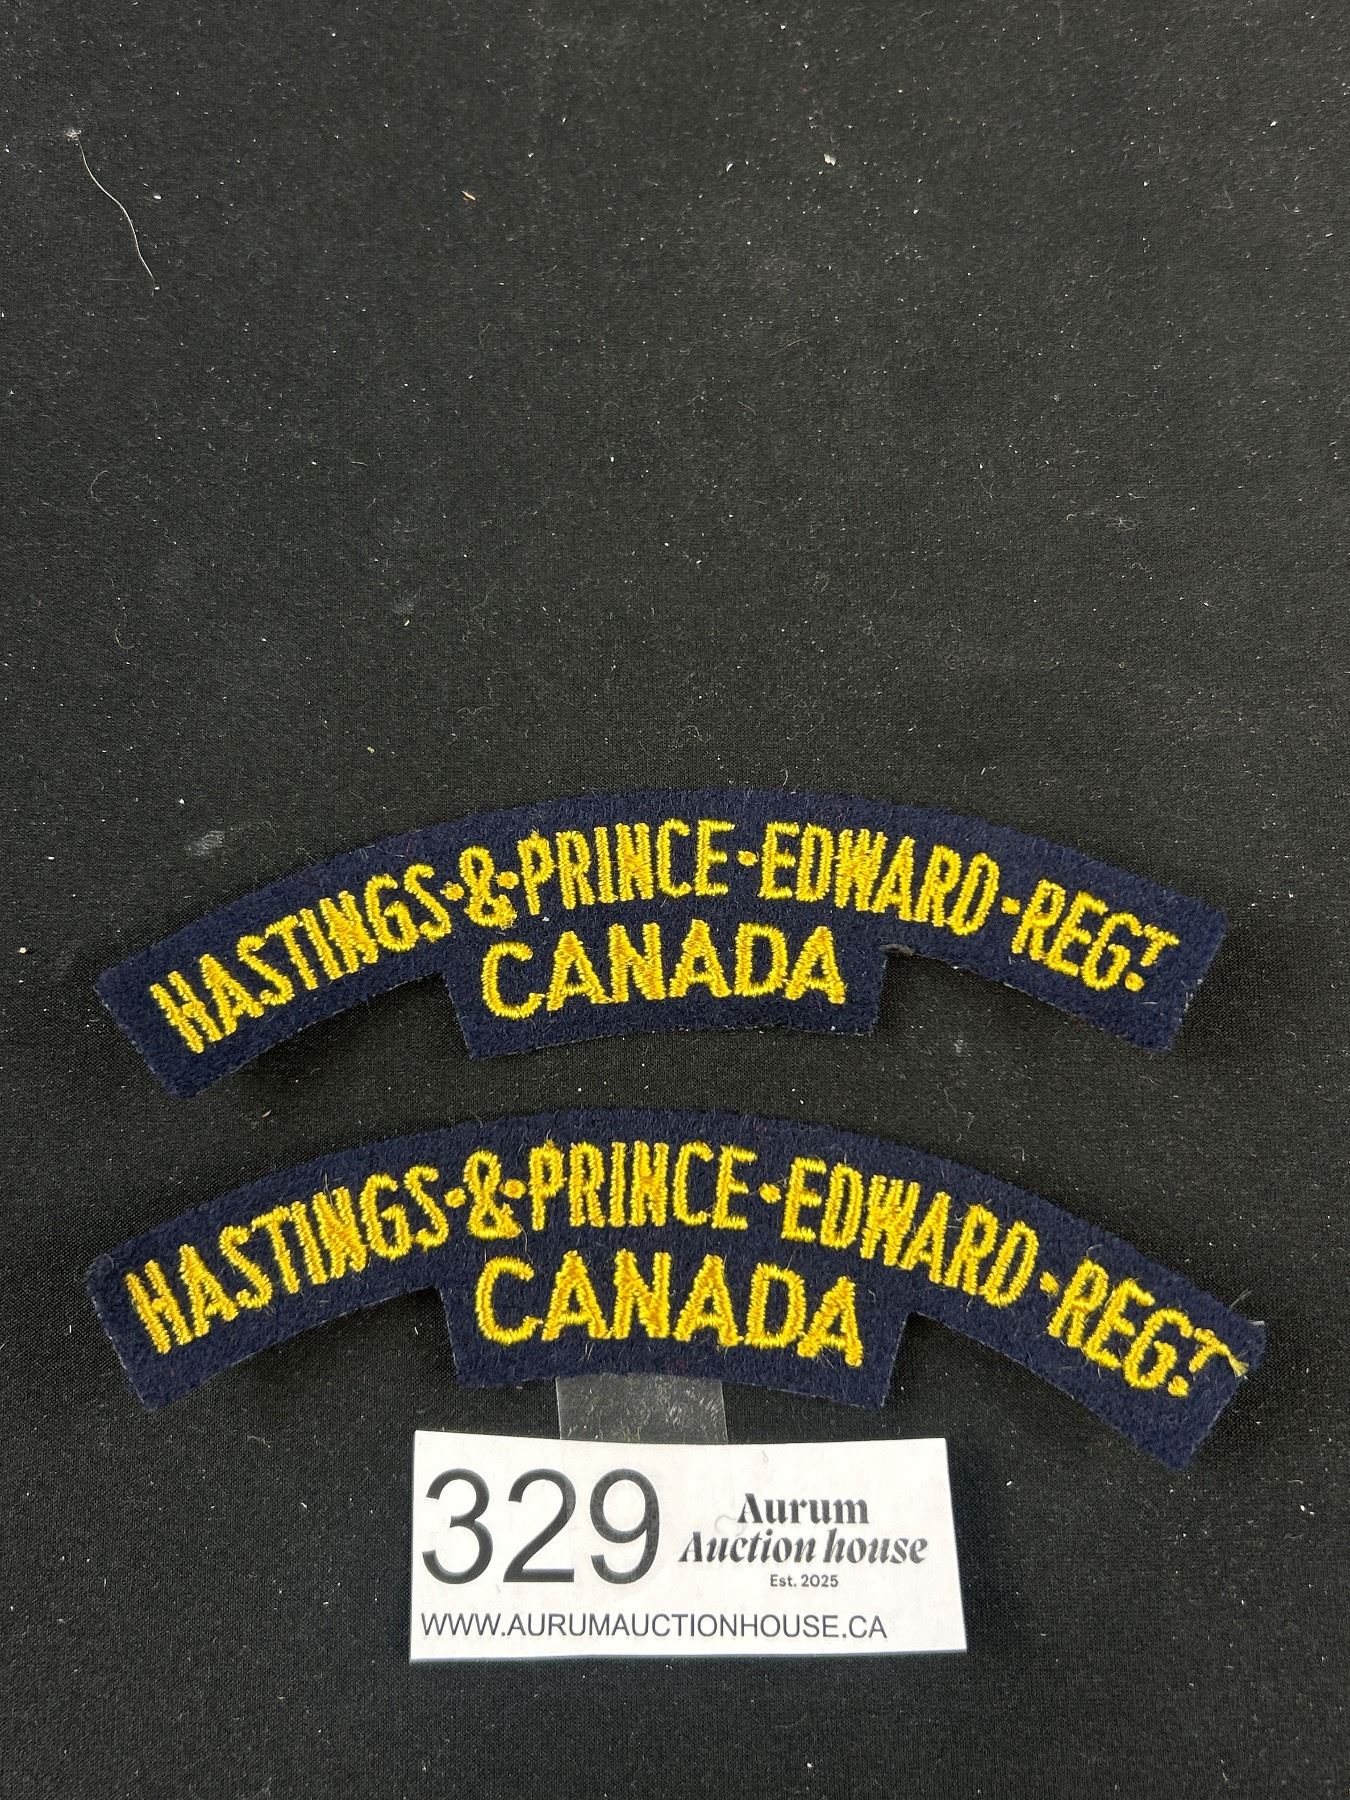 HASTINGS·&·PRINCE·EDWARD-REGT.
CANADA
HASTINGS·&·PRINCE·EDWARD-REGT.
CANADA
329
Aurum
Auction house
Est. 2025
WWW.AURUMAUCTIONHOUSE.CA